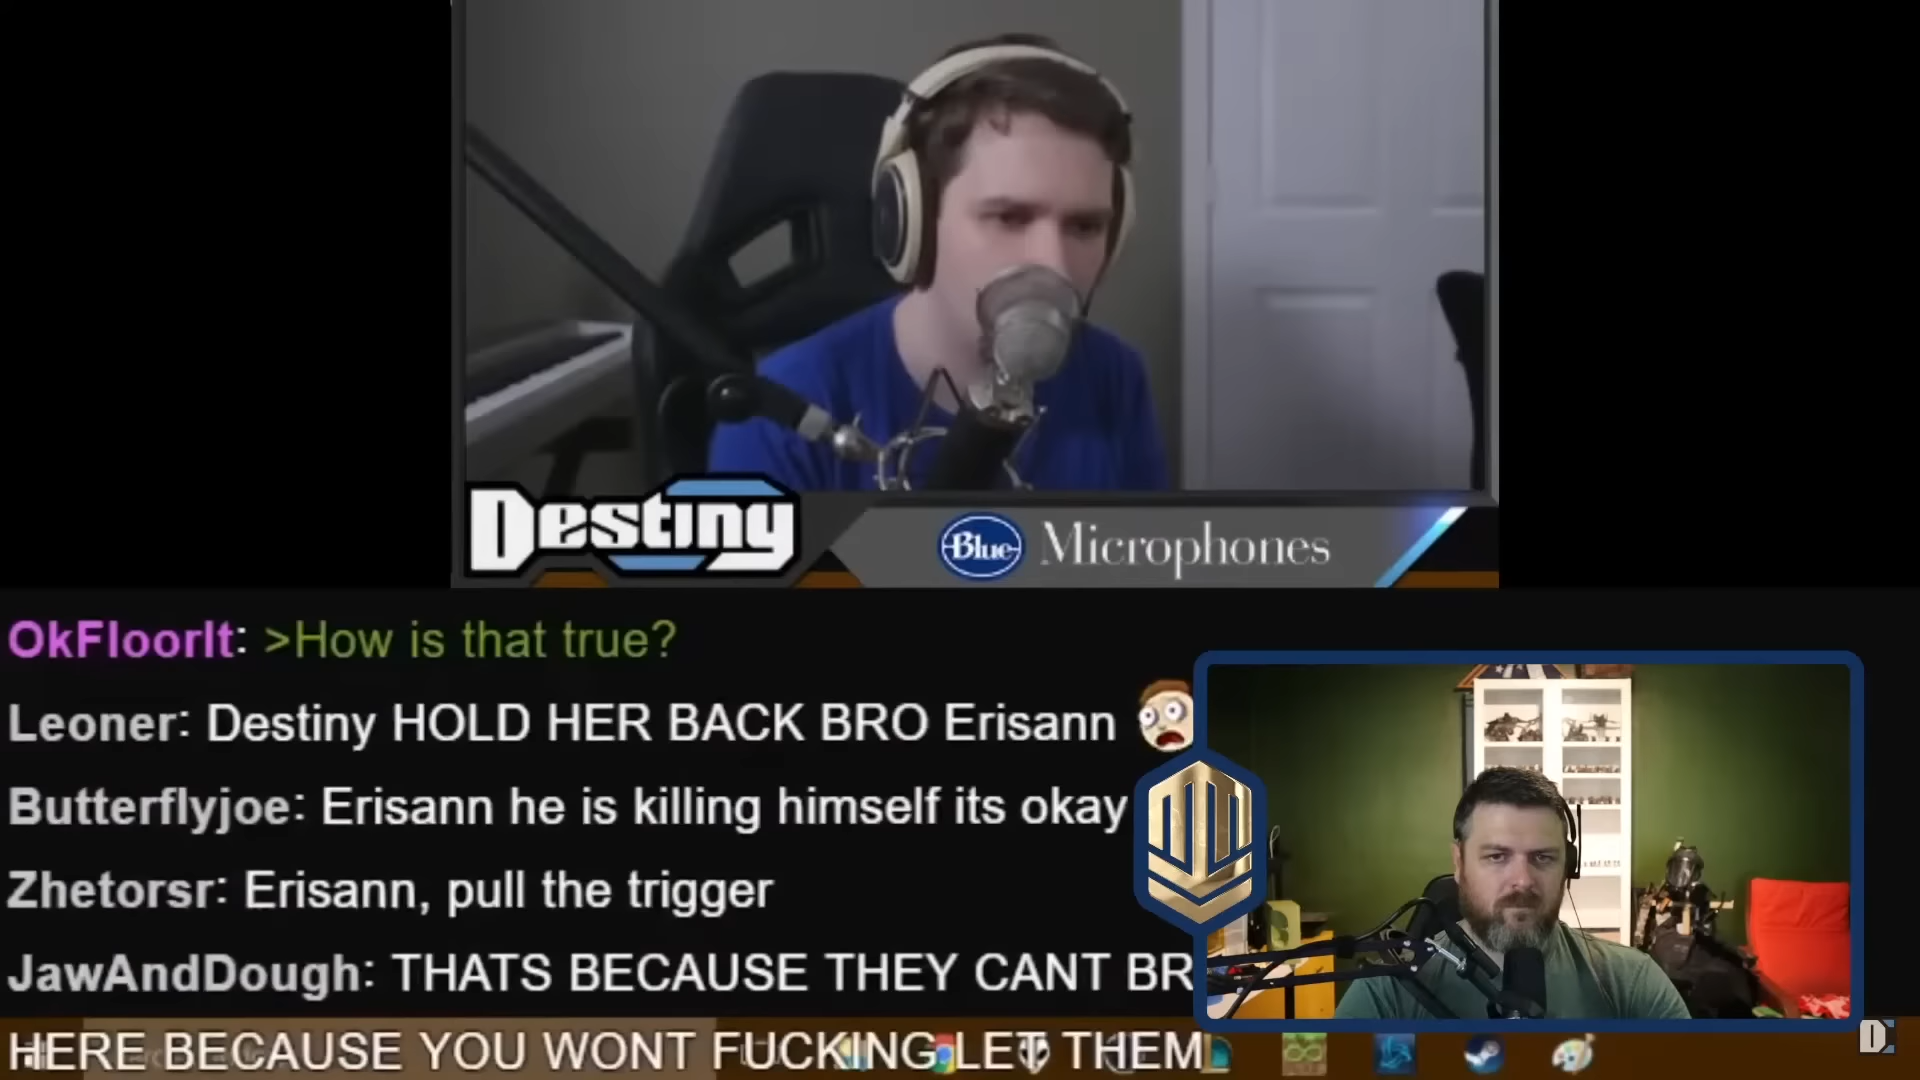 Destiny
Blue Microphones
OkFloorIt: >How is that true?
Leoner: Destiny HOLD HER BACK BRO Erisann
Butterflyjoe: Erisann he is killing himself its okay
Zhetorsr: Erisann, pull the trigger
JawAndDough: THATS BECAUSE THEY CANT BR
HERE BECAUSE YOU WONT FUCKING LET THEM
D